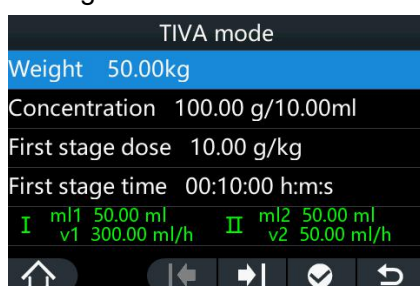 TIVA mode
Weight 50.00kg
Concentration 100.00 g/10.00ml
First stage dose 10.00 g/kg
First stage time 00:10:00 h:m:s
I ml1 50.00 ml II ml2 50.00 ml
v1 300.00 ml/h v2 50.00 ml/h